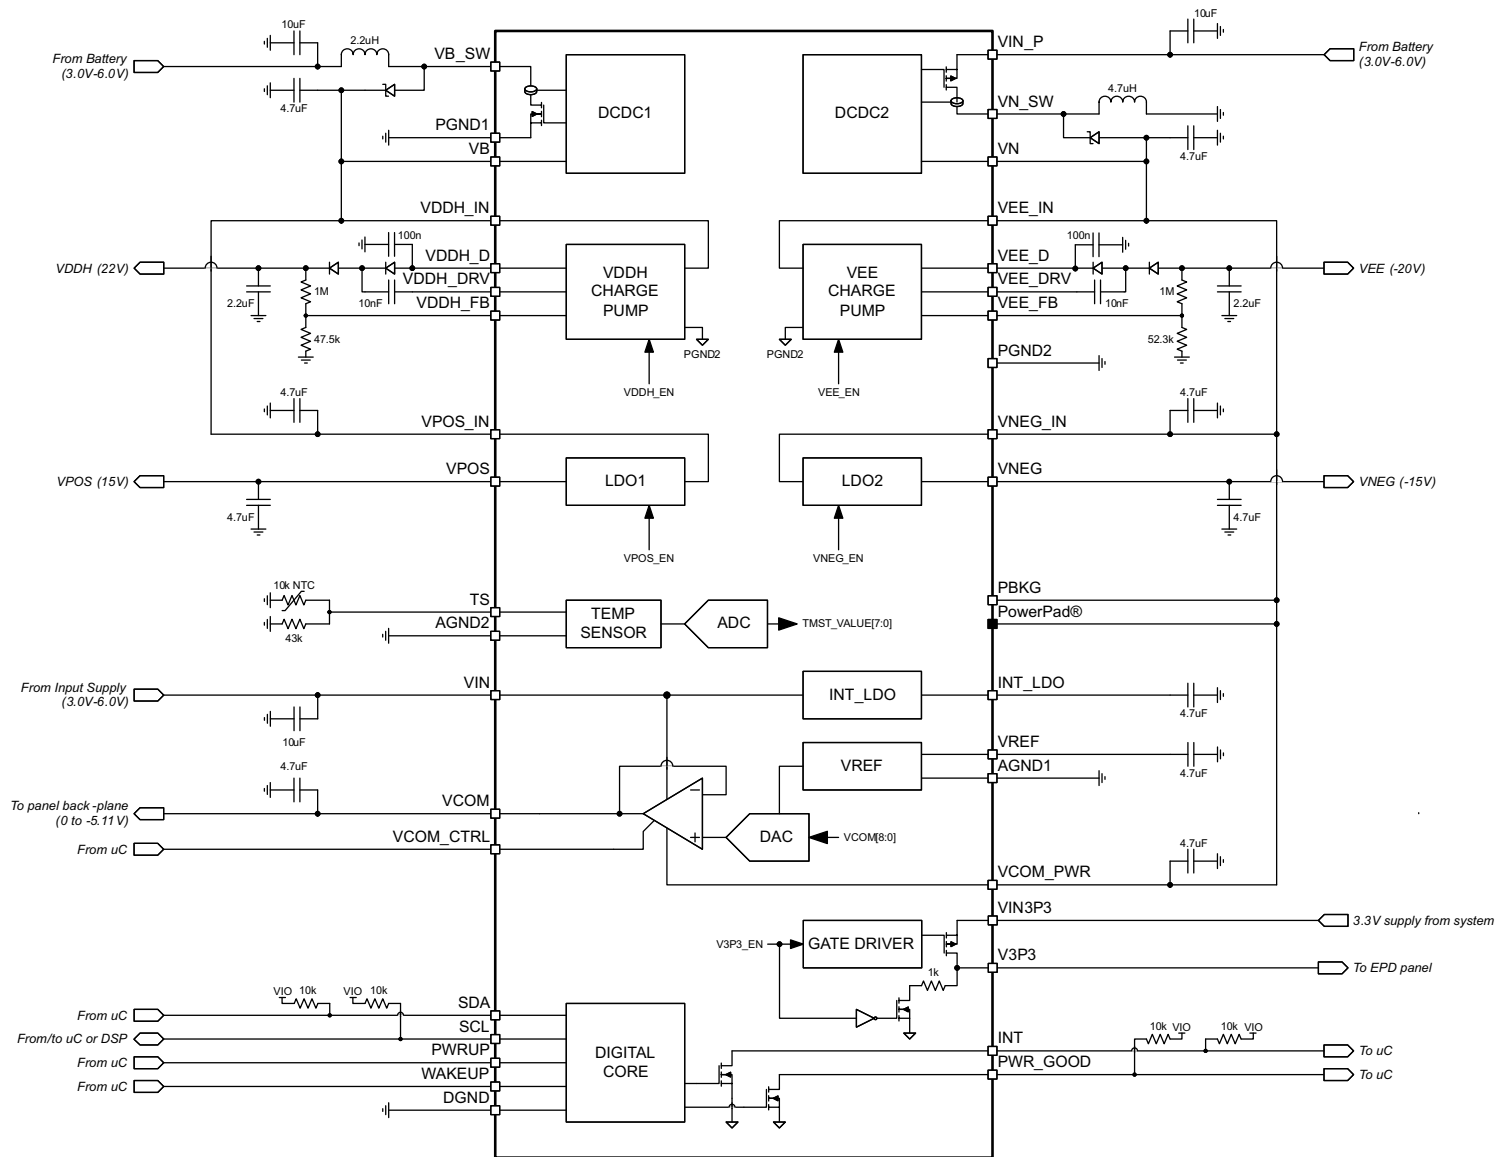 10uF
10uF
2.2uH
VB_SW
VIN_P
From Battery
(3.0V-6.0V)
From Battery
(3.0V-6.0V)
4.7uF
4.7uH
DCDC1
DCDC2
VN_SW
PGND1
VB
VN
4.7uF
VDDH_IN
VEE_IN
100n
100n
VDDH_D
VEE_D
VDDH (22V)
VEE (-20V)
VDDH_DRV
VEE_DRV
VDDH
CHARGE
PUMP
VEE
CHARGE
PUMP
2.2uF
1M
10nF
VDDH_FB
VEE_FB
10nF
1M
2.2uF
47.5k
52.3k
PGND2
PGND2
PGND2
VDDH_EN
VEE_EN
4.7uF
4.7uF
VPOS_IN
VNEG_IN
VPOS
VNEG
VPOS (15V)
LDO1
LDO2
VNEG (-15V)
4.7uF
4.7uF
VPOS_EN
VNEG_EN
10k NTC
43k
TS
AGND2
TEMP
SENSOR
ADC
TMST_VALUE[7:0]
PBKG
PowerPad®
From Input Supply
(3.0V-6.0V)
VIN
INT_LDO
INT_LDO
10uF
4.7uF
VREF
VREF
AGND1
4.7uF
4.7uF
VCOM
To panel back-plane
(0 to -5.11V)
−
+
DAC
VCOM[8:0]
VCOM_CTRL
From uC
4.7uF
VCOM_PWR
VIN3P3
3.3V supply from system
V3P3_EN
GATE DRIVER
V3P3
To EPD panel
1k
VIO
10k
VIO
10k
SDA
From uC
SCL
From/to uC or DSP
PWRUP
From uC
WAKEUP
From uC
DGND
DIGITAL
CORE
10k
VIO
10k
VIO
INT
To uC
PWR_GOOD
To uC